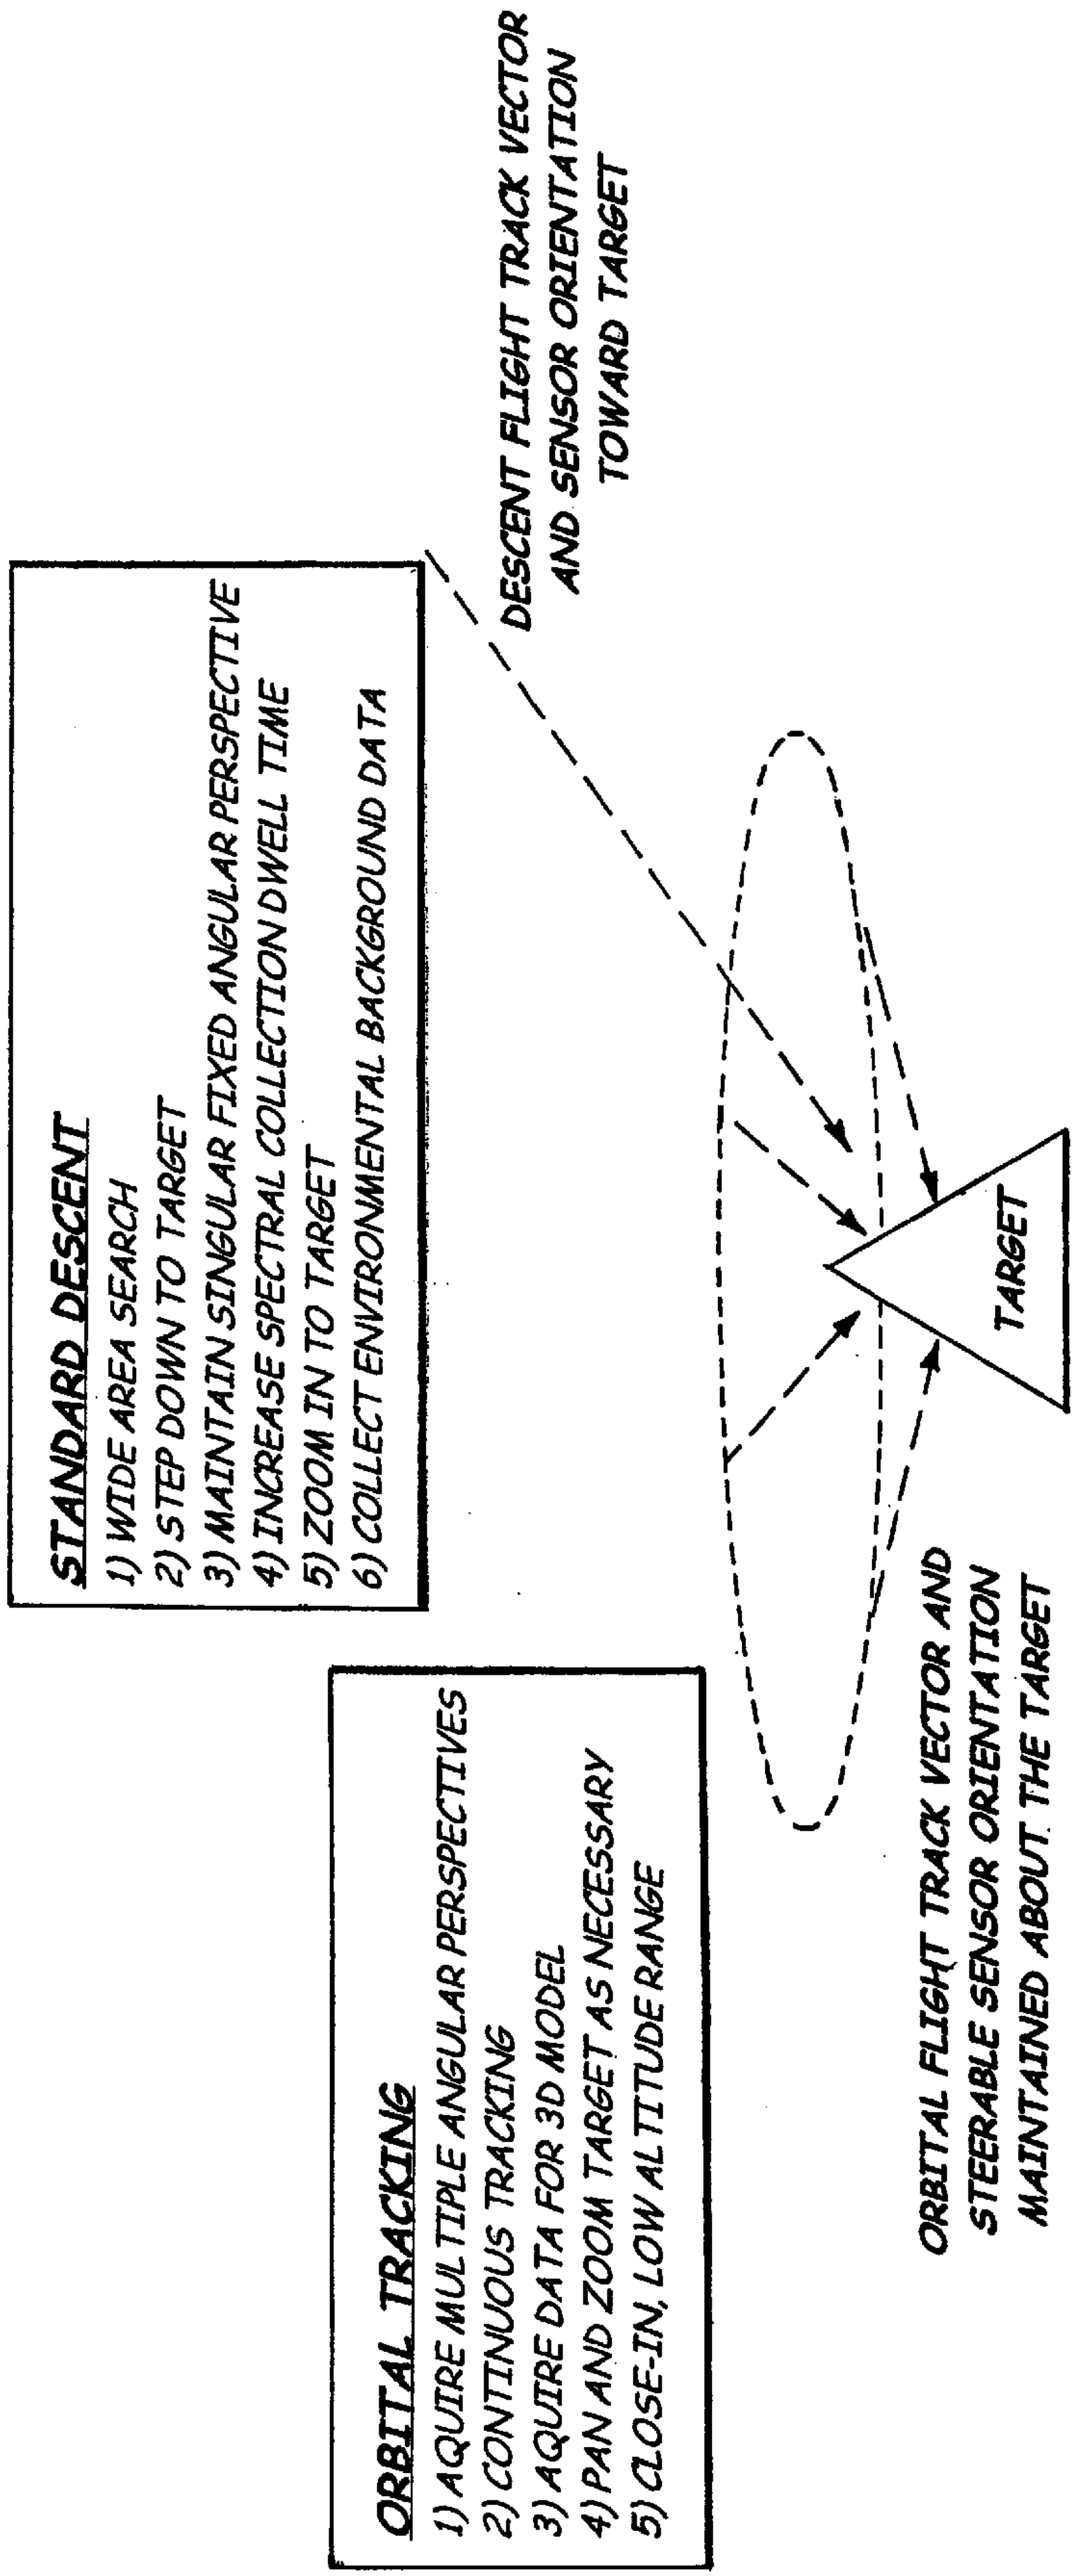 STANDARD DESCENT
1) WIDE AREA SEARCH
2) STEP DOWN TO TARGET
3) MAINTAIN SINGULAR FIXED ANGULAR PERSPECTIVE
4) INCREASE SPECTRAL COLLECTION DWELL TIME
5) ZOOM IN TO TARGET
6) COLLECT ENVIRONMENTAL BACKGROUND DATA
ORBITAL TRACKING
1) AQUIRE MULTIPLE ANGULAR PERSPECTIVES
2) CONTINUOUS TRACKING
3) AQUIRE DATA FOR 3D MODEL
4) PAN AND ZOOM TARGET AS NECESSARY
5) CLOSE-IN, LOW ALTITUDE RANGE
DESCENT FLIGHT TRACK VECTOR
AND SENSOR ORIENTATION
TOWARD TARGET
ORBITAL FLIGHT TRACK VECTOR AND
STEERABLE SENSOR ORIENTATION
MAINTAINED ABOUT THE TARGET
TARGET